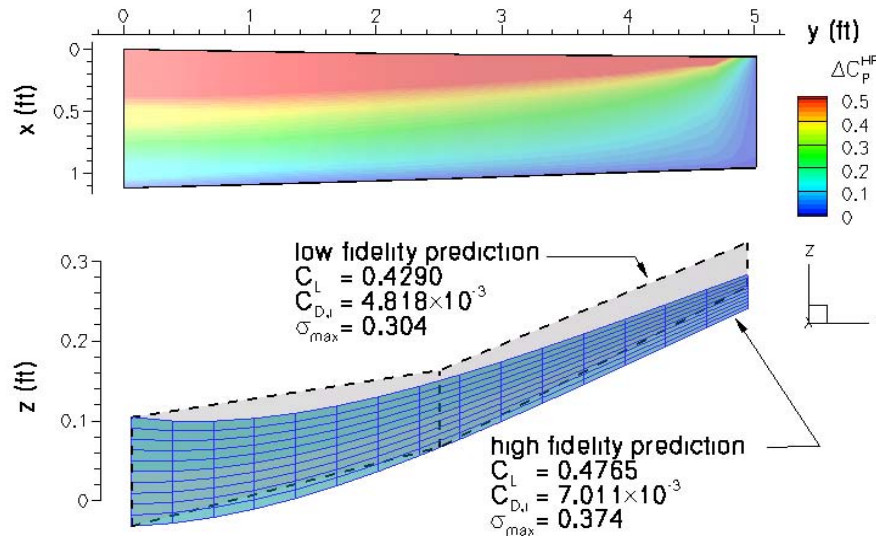 0 1 2 3 4 5
y (ft)
x (ft)
0
0.5
1
ΔC_P^HF
0.5
0.4
0.3
0.2
0.1
0
z (ft)
0.3
0.2
0.1
0
low fidelity prediction
C_L = 0.4290
C_D,i = 4.818×10^-3
σ_max = 0.304
Z
X
high fidelity prediction
C_L = 0.4765
C_D,i = 7.011×10^-3
σ_max = 0.374